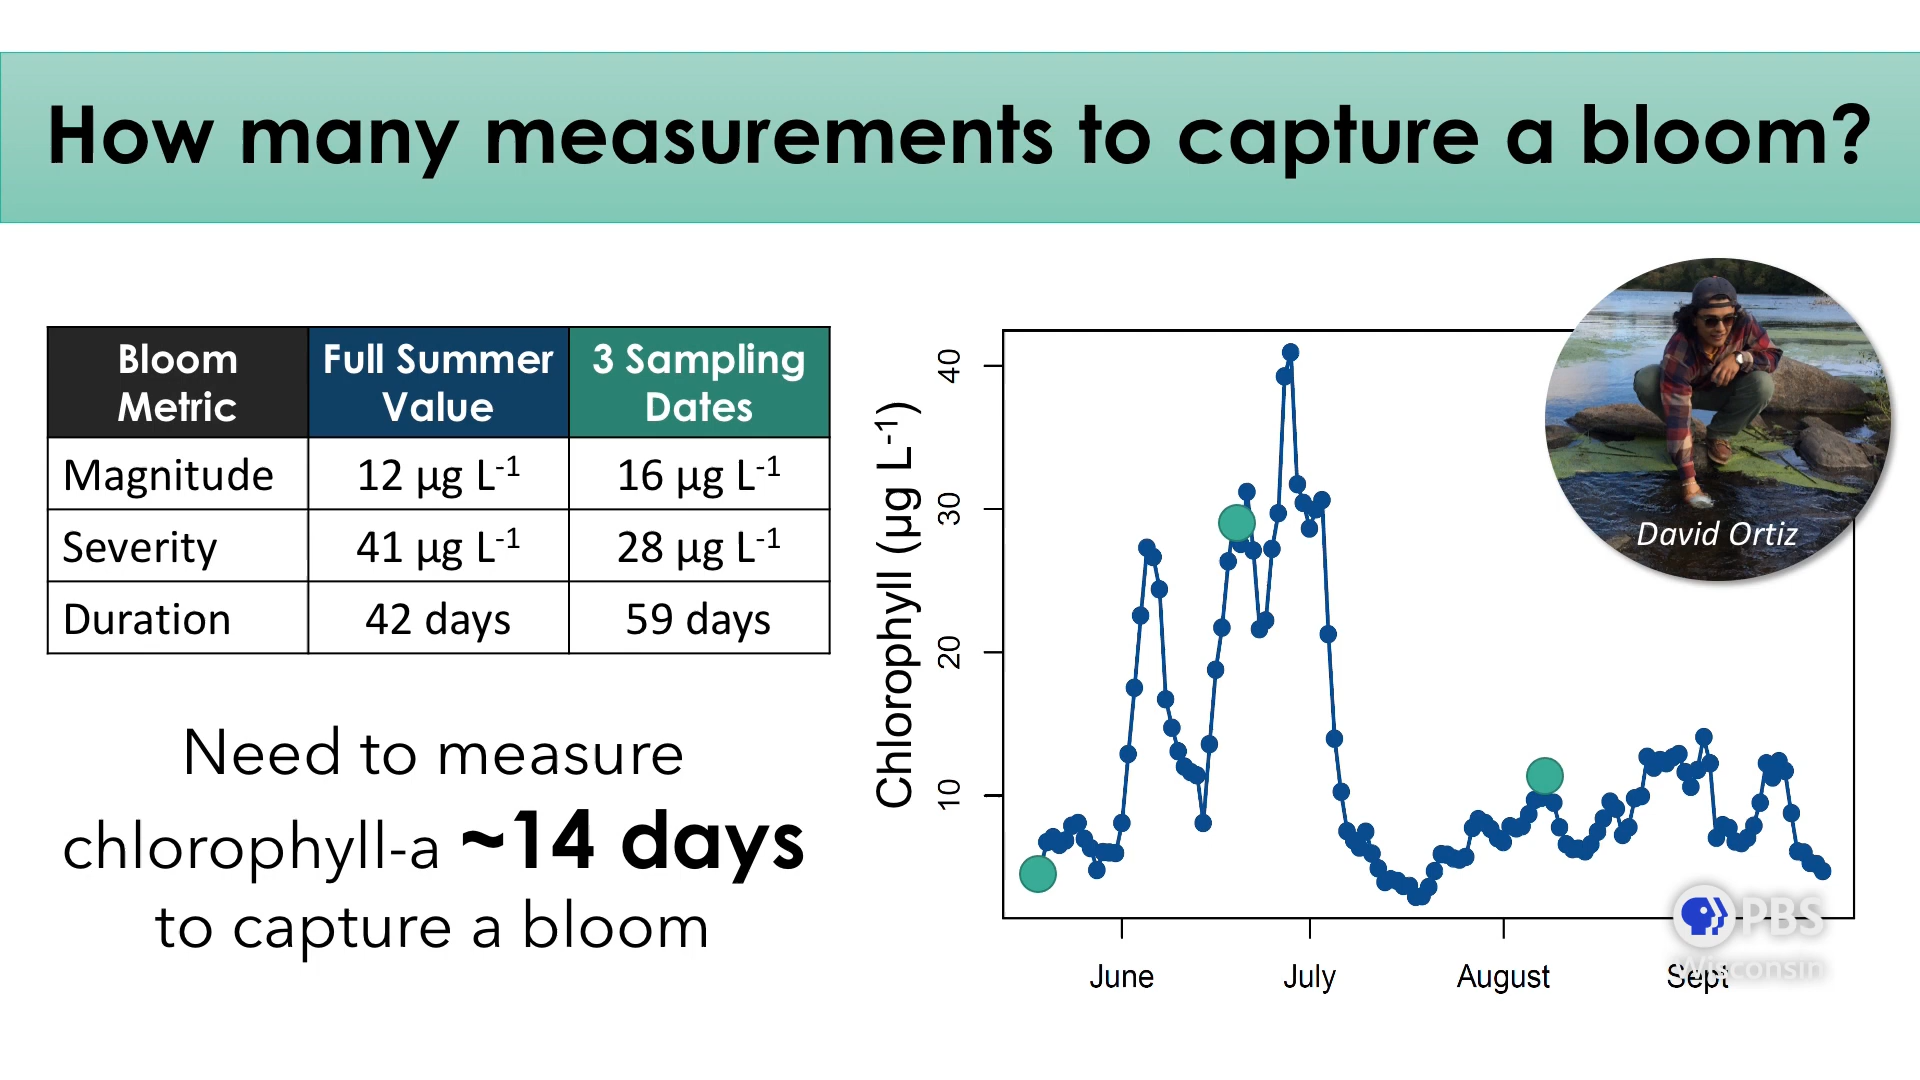 How many measurements to capture a bloom?
Bloom Metric
Full Summer Value
3 Sampling Dates
Magnitude
12 µg L⁻¹
16 µg L⁻¹
Severity
41 µg L⁻¹
28 µg L⁻¹
Duration
42 days
59 days
Need to measure
chlorophyll-a ~14 days
to capture a bloom
Chlorophyll (µg L⁻¹)
40
30
20
10
June
July
August
Sept
David Ortiz
PBS
Wisconsin